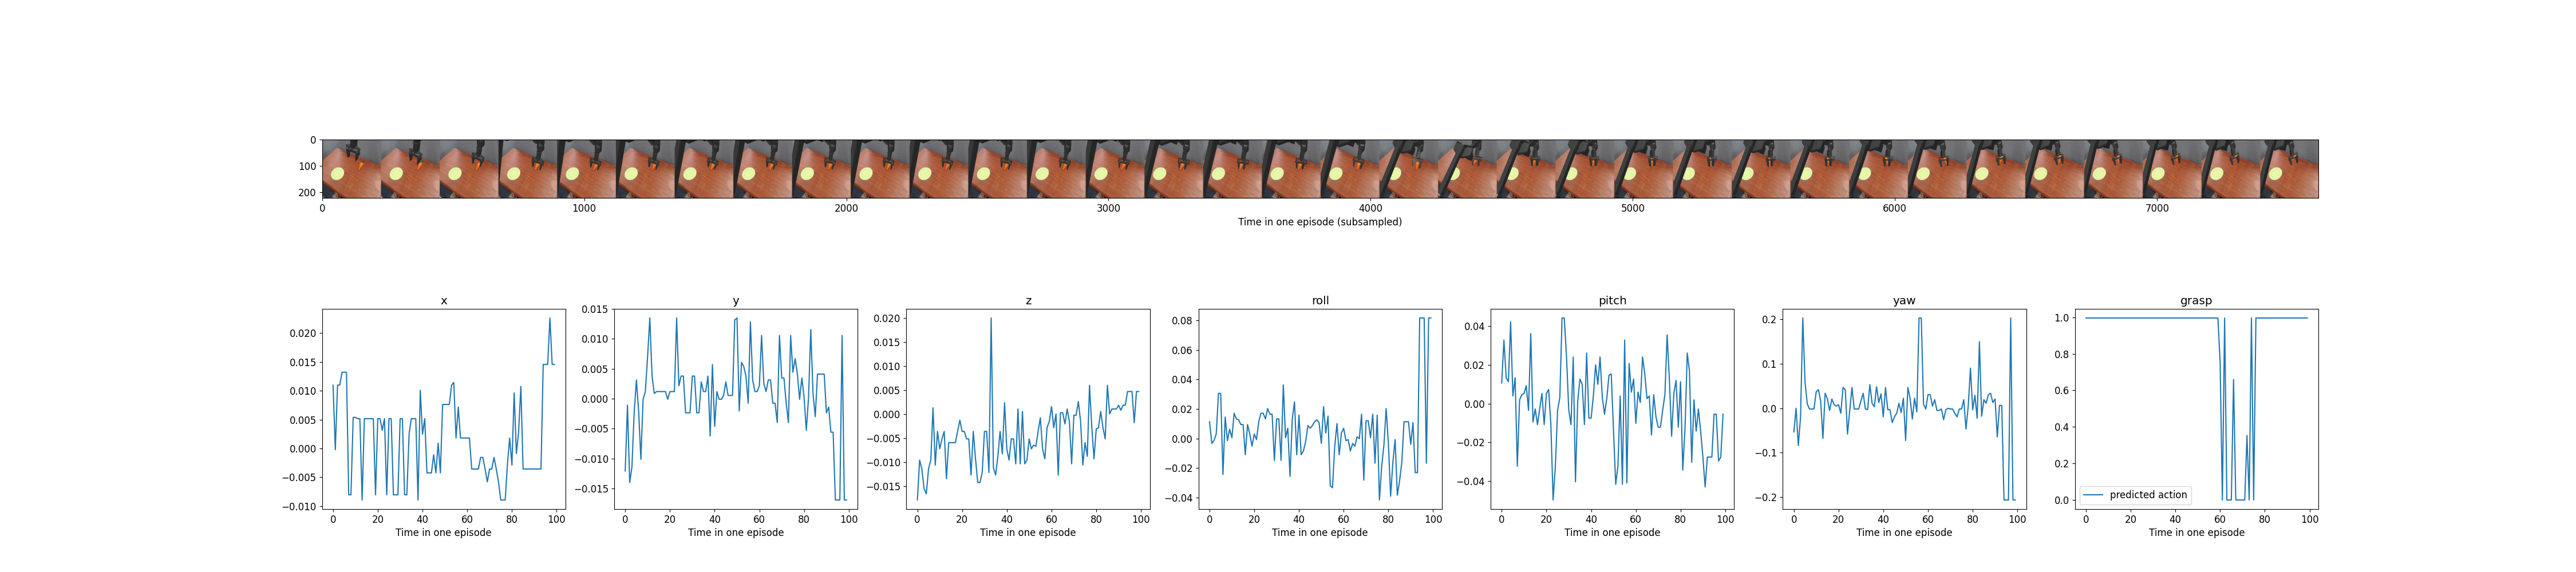 0
100
200
0 1000 2000 3000 4000 5000 6000 7000
Time in one episode (subsampled)
x
0.020
0.015
0.010
0.005
0.000
−0.005
−0.010
0 20 40 60 80 100
Time in one episode
y
0.015
0.010
0.005
0.000
−0.005
−0.010
−0.015
0 20 40 60 80 100
Time in one episode
z
0.020
0.015
0.010
0.005
0.000
−0.005
−0.010
−0.015
0 20 40 60 80 100
Time in one episode
roll
0.08
0.06
0.04
0.02
0.00
−0.02
−0.04
0 20 40 60 80 100
Time in one episode
pitch
0.04
0.02
0.00
−0.02
−0.04
0 20 40 60 80 100
Time in one episode
yaw
0.2
0.1
0.0
−0.1
−0.2
0 20 40 60 80 100
Time in one episode
grasp
1.0
0.8
0.6
0.4
0.2
0.0
predicted action
0 20 40 60 80 100
Time in one episode